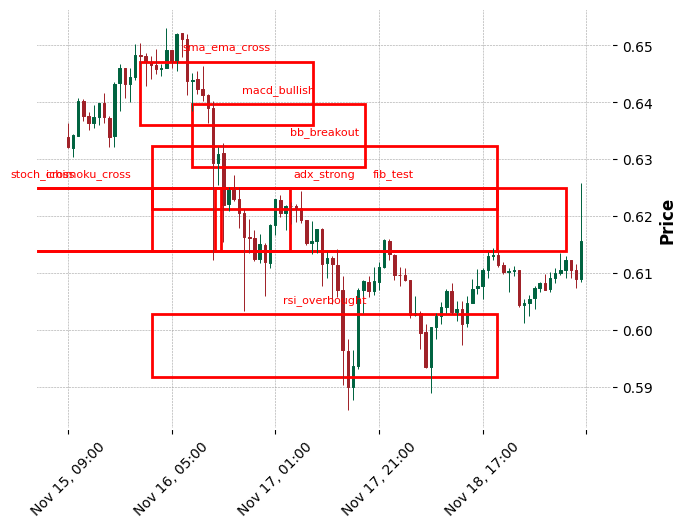 sma_ema_cross
macd_bullish
bb_breakout
stoch_cross
ichimoku_cross
adx_strong
fib_test
rsi_overbought
0.65
0.64
0.63
0.62
0.61
0.60
0.59
Price
Nov 15, 09:00
Nov 16, 05:00
Nov 17, 01:00
Nov 17, 21:00
Nov 18, 17:00